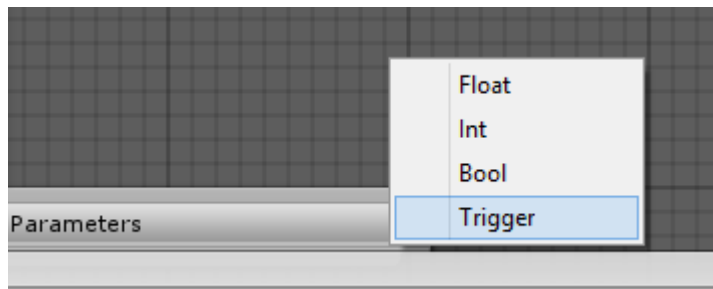 Float
Int
Bool
Trigger
Parameters